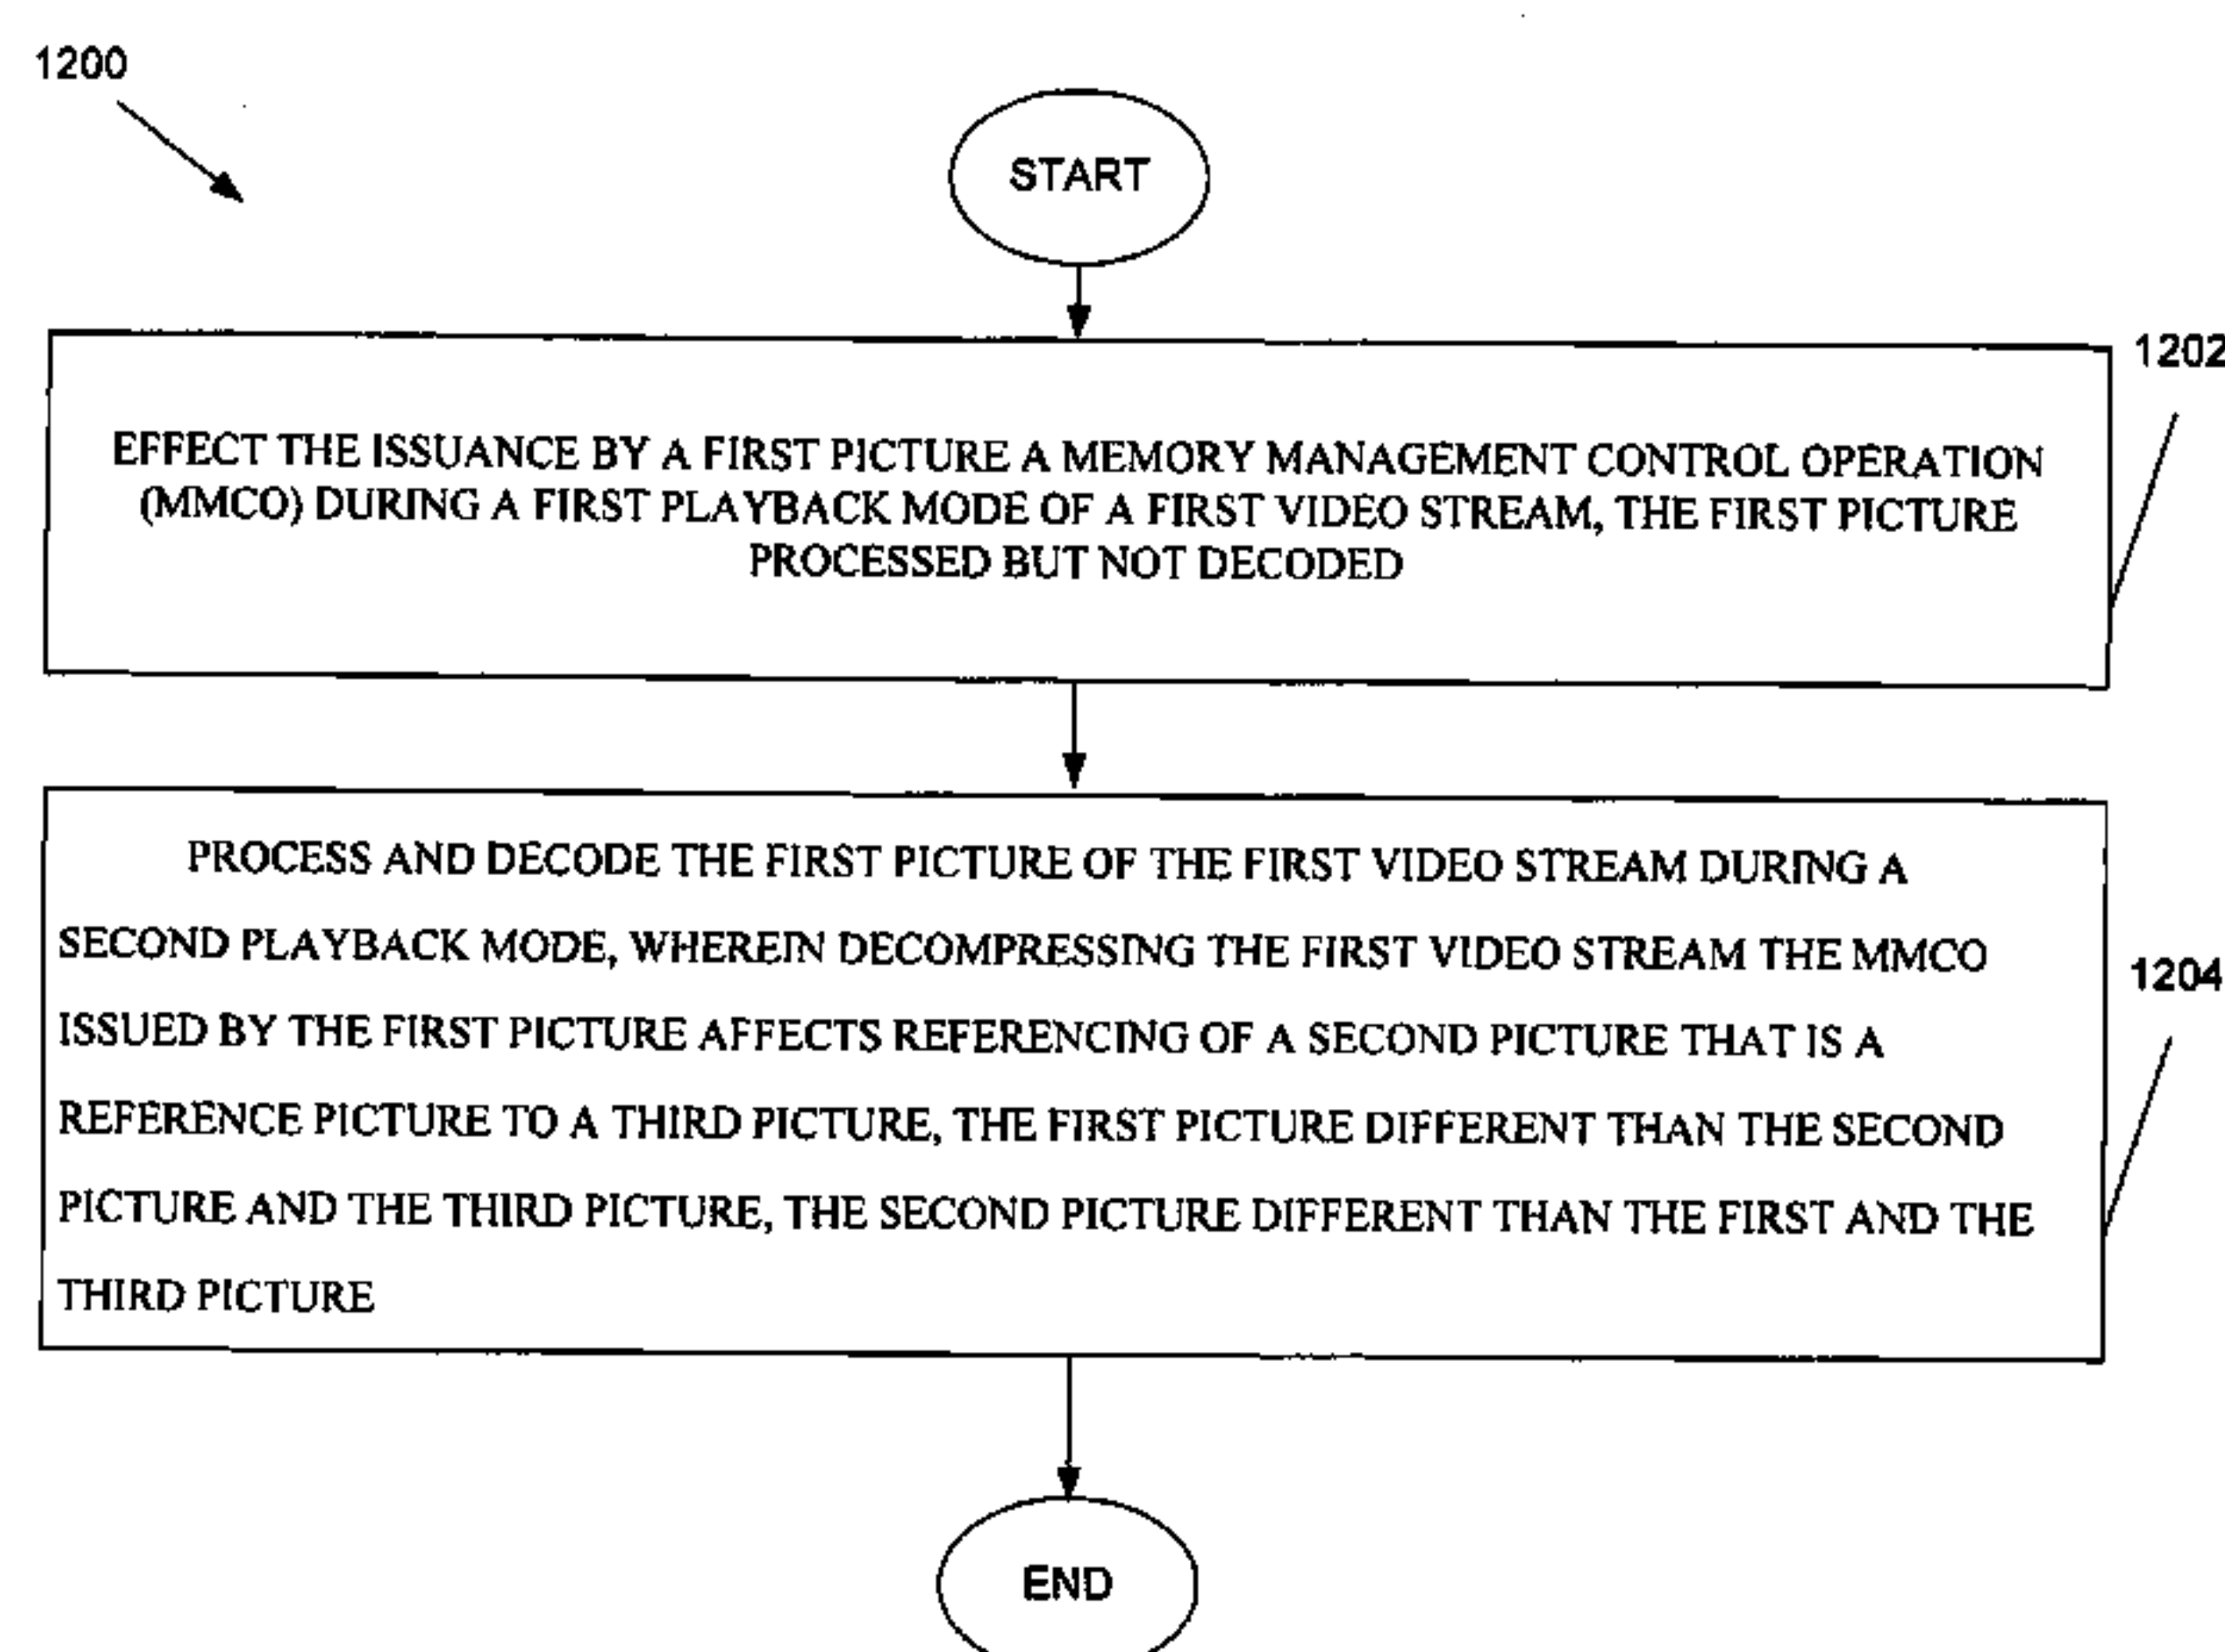 1200
START
1202
EFFECT THE ISSUANCE BY A FIRST PICTURE A MEMORY MANAGEMENT CONTROL OPERATION
(MMCO) DURING A FIRST PLAYBACK MODE OF A FIRST VIDEO STREAM, THE FIRST PICTURE
PROCESSED BUT NOT DECODED
PROCESS AND DECODE THE FIRST PICTURE OF THE FIRST VIDEO STREAM DURING A
SECOND PLAYBACK MODE, WHEREIN DECOMPRESSING THE FIRST VIDEO STREAM THE MMCO
1204
ISSUED BY THE FIRST PICTURE AFFECTS REFERENCING OF A SECOND PICTURE THAT IS A
REFERENCE PICTURE TO A THIRD PICTURE, THE FIRST PICTURE DIFFERENT THAN THE SECOND
PICTURE AND THE THIRD PICTURE, THE SECOND PICTURE DIFFERENT THAN THE FIRST AND THE
THIRD PICTURE
END